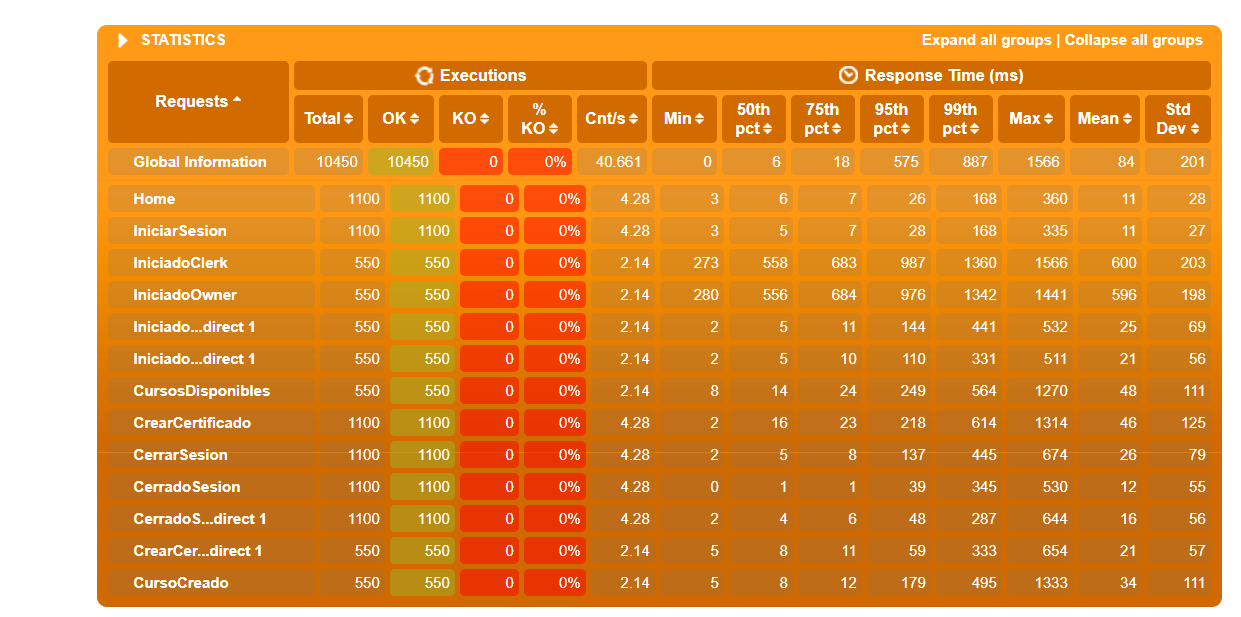 STATISTICS Expand all groups | Collapse all groups
Requests Executions Response Time (ms)
Total OK KO % KO Cnt/s Min 50th pct 75th pct 95th pct 99th pct Max Mean Std Dev
Global Information 10450 10450 0 0% 40.661 0 6 18 575 887 1566 84 201
Home 1100 1100 0 0% 4.28 3 6 7 26 168 360 11 28
IniciarSesion 1100 1100 0 0% 4.28 3 5 7 28 168 335 11 27
IniciadoClerk 550 550 0 0% 2.14 273 558 683 987 1360 1566 600 203
IniciadoOwner 550 550 0 0% 2.14 280 556 684 976 1342 1441 596 198
Iniciado...direct 1 550 550 0 0% 2.14 2 5 11 144 441 532 25 69
Iniciado...direct 1 550 550 0 0% 2.14 2 5 10 110 331 511 21 56
CursosDisponibles 550 550 0 0% 2.14 8 14 24 249 564 1270 48 111
CrearCertificado 1100 1100 0 0% 4.28 2 16 23 218 614 1314 46 125
CerrarSesion 1100 1100 0 0% 4.28 2 5 8 137 445 674 26 79
CerradoSesion 1100 1100 0 0% 4.28 0 1 1 39 345 530 12 55
CerradoS...direct 1 1100 1100 0 0% 4.28 2 4 6 48 287 644 16 56
CrearCer...direct 1 550 550 0 0% 2.14 5 8 11 59 333 654 21 57
CursoCreado 550 550 0 0% 2.14 5 8 12 179 495 1333 34 111